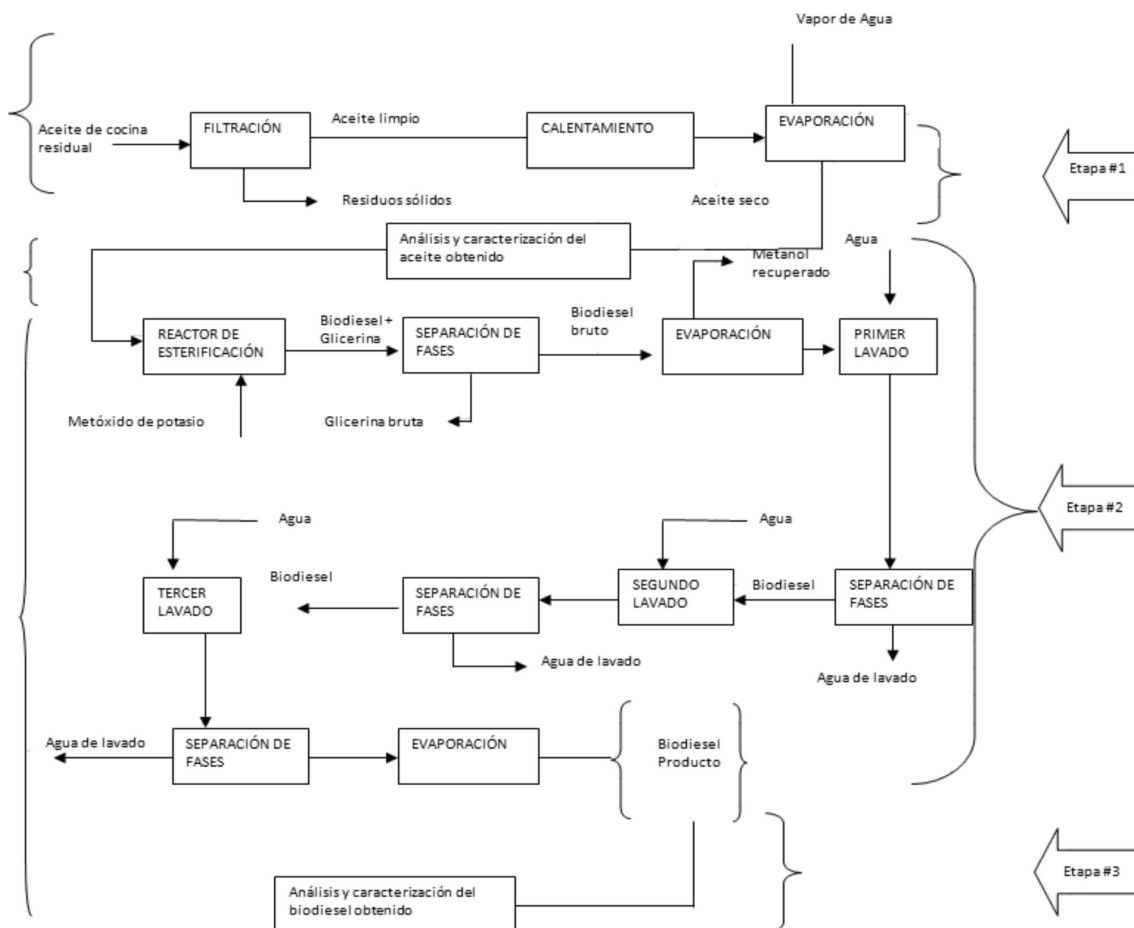 Vapor de Agua
Aceite de cocina
residual
FILTRACIÓN
Aceite limpio
CALENTAMIENTO
EVAPORACIÓN
Etapa #1
Residuos sólidos
Aceite seco
Análisis y caracterización del
aceite obtenido
Agua
Metanol
recuperado
REACTOR DE
ESTERIFICACIÓN
Biodiesel +
Glicerina
SEPARACIÓN DE
FASES
Biodiesel
bruto
EVAPORACIÓN
PRIMER
LAVADO
Metóxido de potasio
Glicerina bruta
Etapa #2
Agua
Agua
TERCER
LAVADO
Biodiesel
SEPARACIÓN DE
FASES
SEGUNDO
LAVADO
Biodiesel
SEPARACIÓN DE
FASES
Agua de lavado
Agua de lavado
Agua de lavado
SEPARACIÓN DE
FASES
EVAPORACIÓN
Biodiesel
Producto
Etapa #3
Análisis y caracterización del
biodiesel obtenido